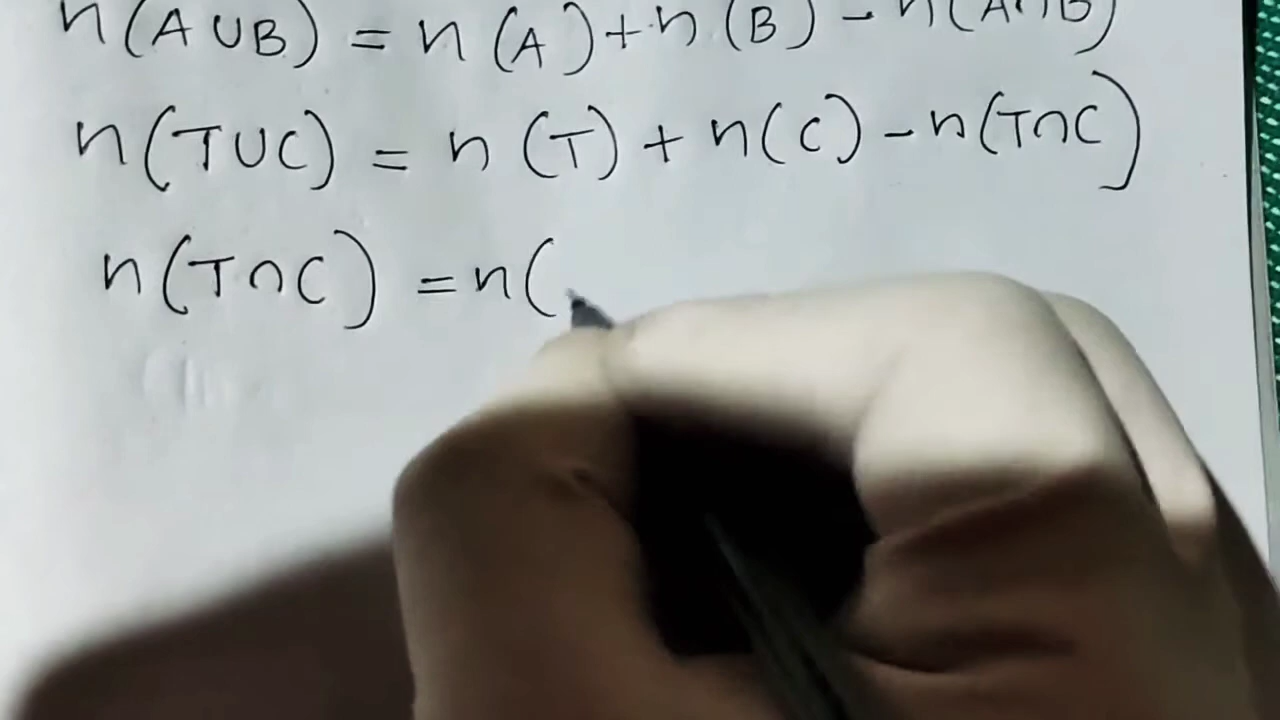 n(A∪B) = n(A)+n(B) - n(A∩B)
n(T∪C) = n(T) + n(C) - n(T∩C)
n(T∩C) = n(